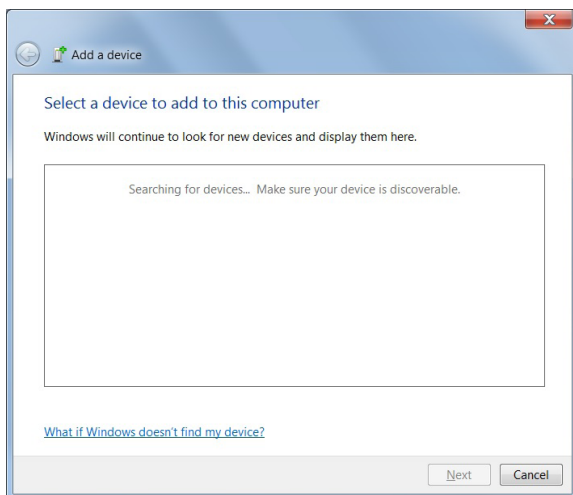 Add a device
Select a device to add to this computer
Windows will continue to look for new devices and display them here.
Searching for devices... Make sure your device is discoverable.
What if Windows doesn't find my device?
Next Cancel